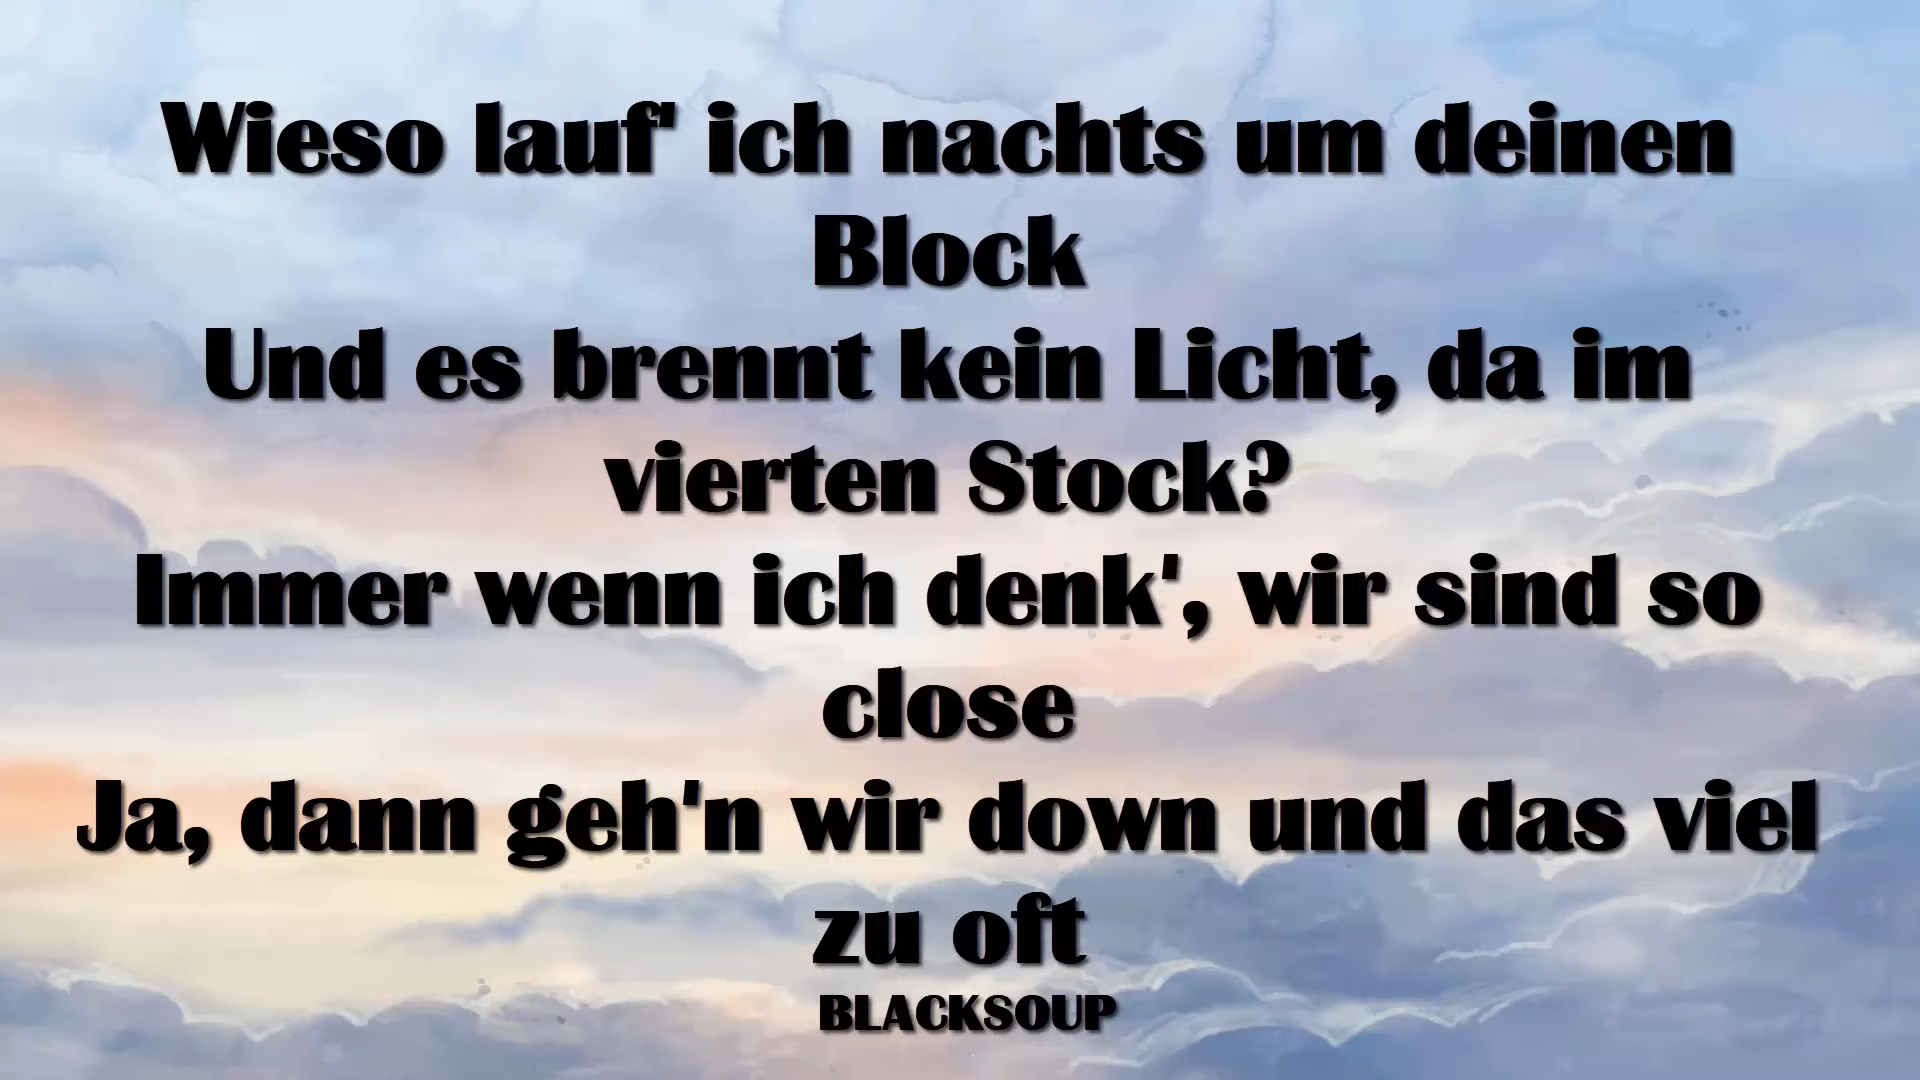 Wieso lauf' ich nachts um deinen
Block
Und es brennt kein Licht, da im
vierten Stock?
Immer wenn ich denk', wir sind so
close
Ja, dann geh'n wir down und das viel
zu oft
BLACKSOUP